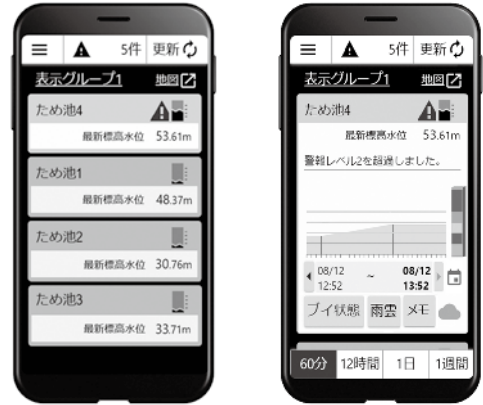 5件 更新
表示グループ1 地図
ため池4
最新標高水位 53.61m
ため池1
最新標高水位 48.37m
ため池2
最新標高水位 30.76m
ため池3
最新標高水位 33.71m
5件 更新
表示グループ1 地図
ため池4
最新標高水位 53.61m
警報レベル2を超過しました。
08/12 ~ 08/12
12:52 13:52
ブイ状態 雨雲 メモ
60分 12時間 1日 1週間